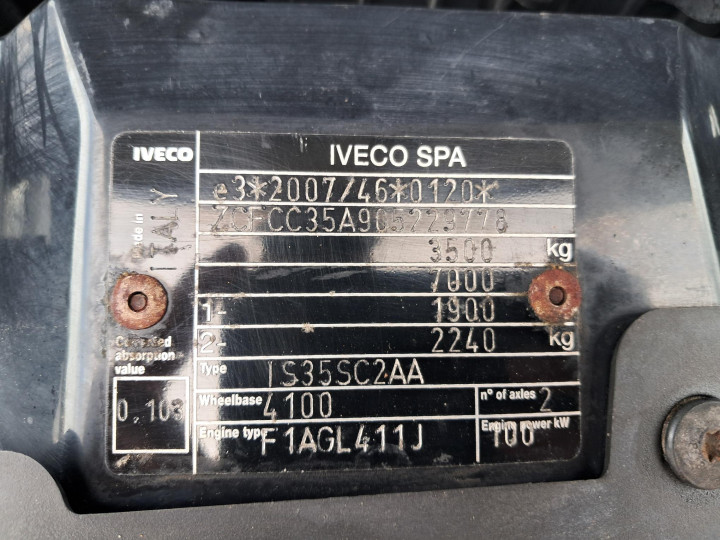 IVECO
IVECO SPA
Made in
ITALY
e3*2007/46*0120*
ZCFCC35A905223778
3500 kg
7000
1- 1900
2- 2240 kg
Corrected
absorption
value
0.103
Type IS35SC2AA
Wheelbase 4100 n° of axles 2
Engine type F1AGL411J Engine power kW 100